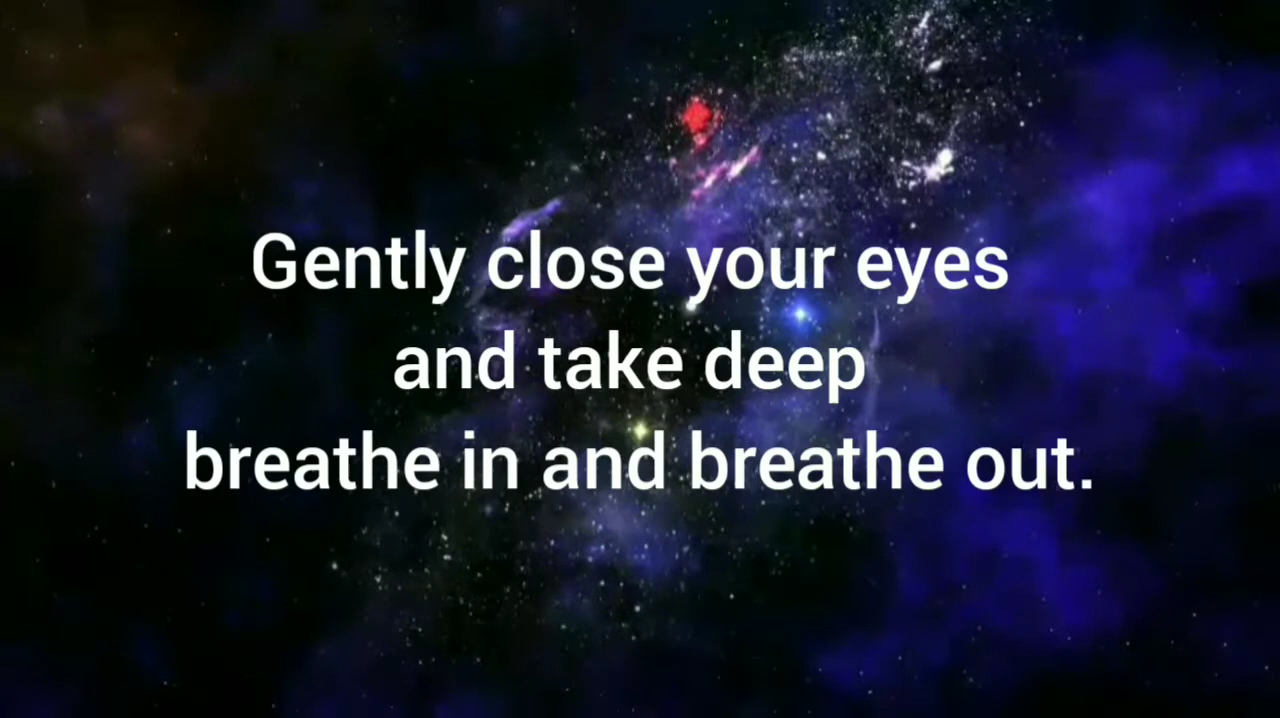 Gently close your eyes
and take deep
breathe in and breathe out.